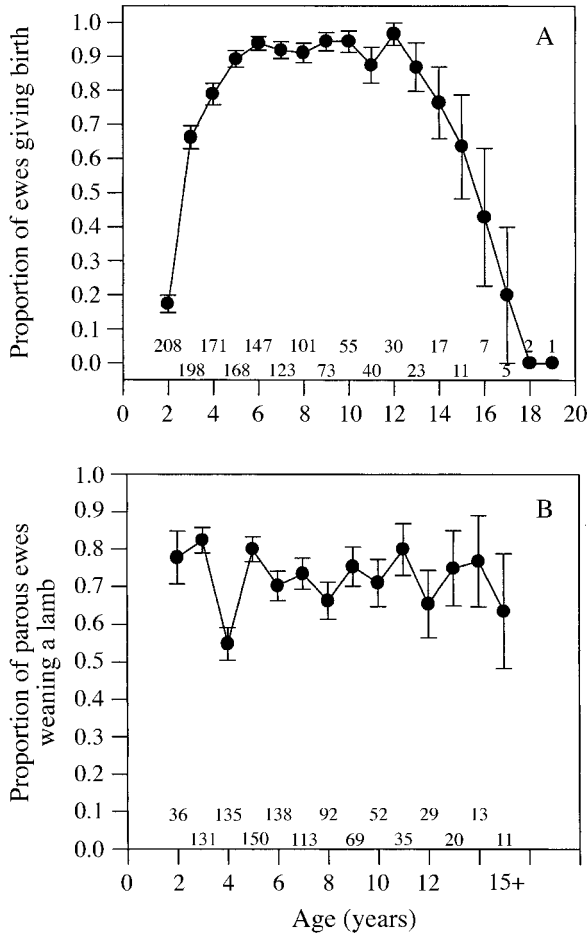 A
Proportion of ewes giving birth
1.0
0.9
0.8
0.7
0.6
0.5
0.4
0.3
0.2
0.1
0.0
208 171 147 101 55 30 17 7 2 1
198 168 123 73 40 23 11 5
0 2 4 6 8 10 12 14 16 18 20
B
Proportion of parous ewes
weaning a lamb
1.0
0.9
0.8
0.7
0.6
0.5
0.4
0.3
0.2
0.1
0.0
36 135 138 92 52 29 13
131 150 113 69 35 20 11
0 2 4 6 8 10 12 15+
Age (years)